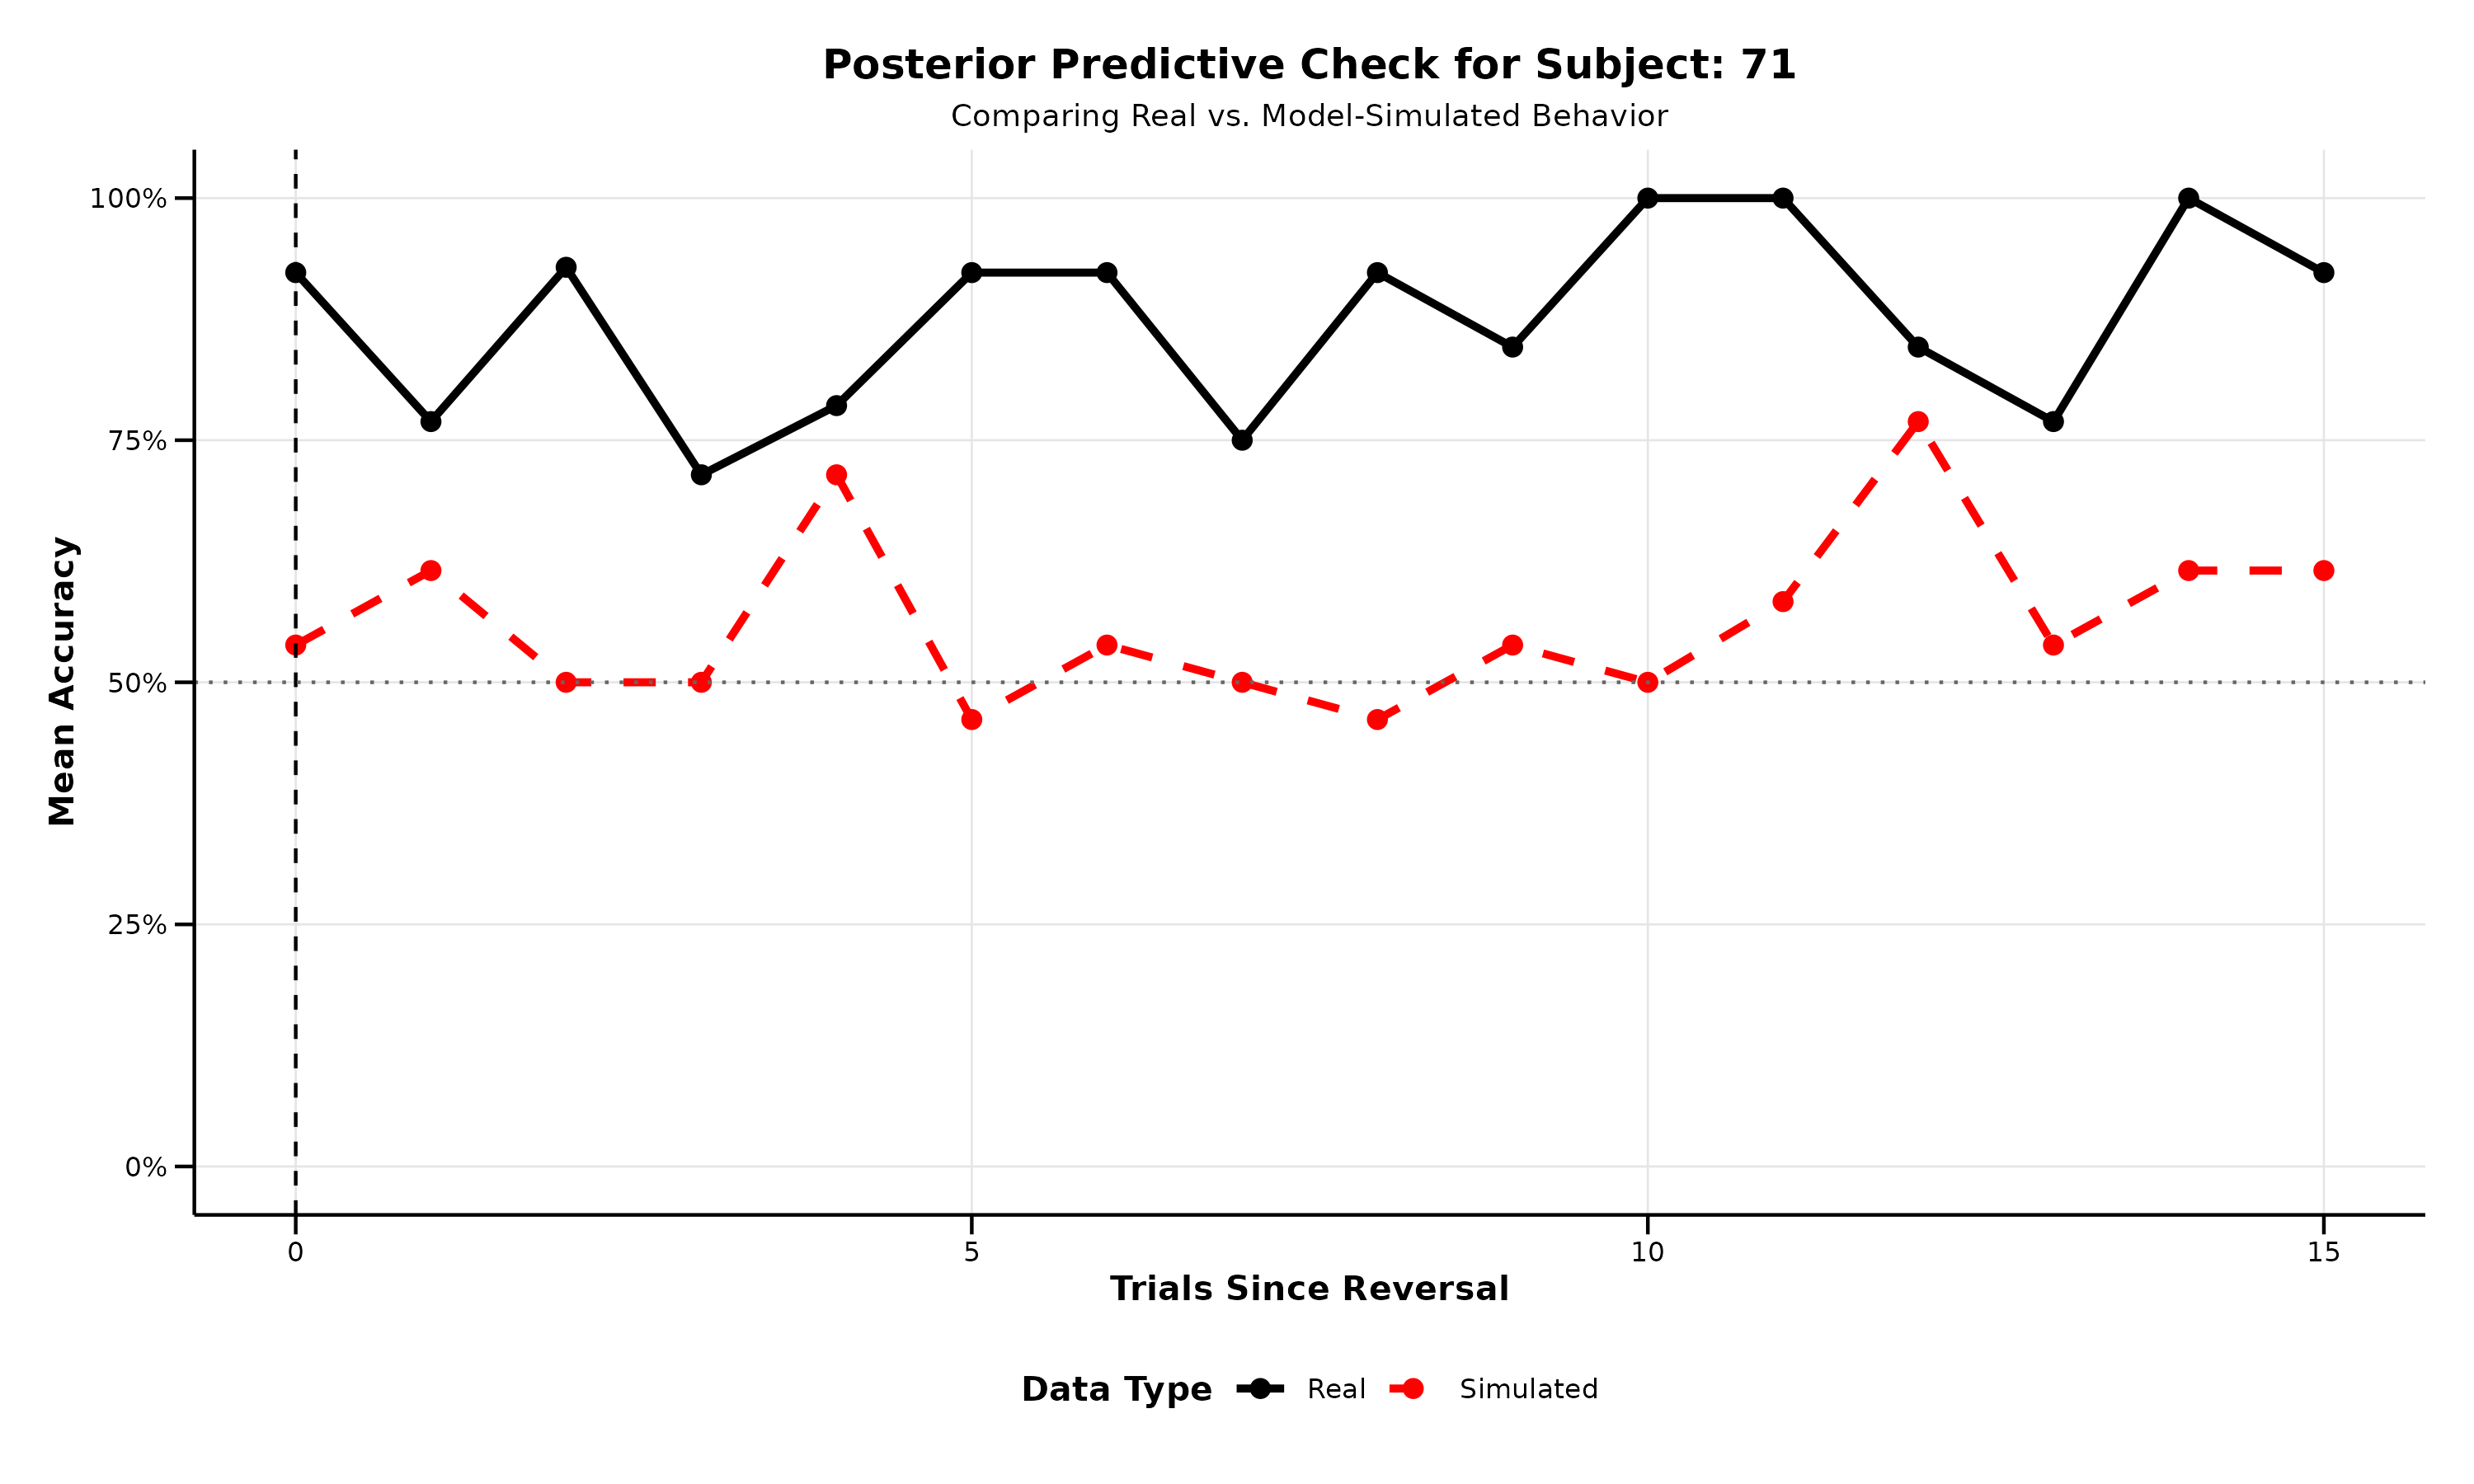 Posterior Predictive Check for Subject: 71
Comparing Real vs. Model-Simulated Behavior
Mean Accuracy
100%
75%
50%
25%
0%
0 5 10 15
Trials Since Reversal
Data Type Real Simulated